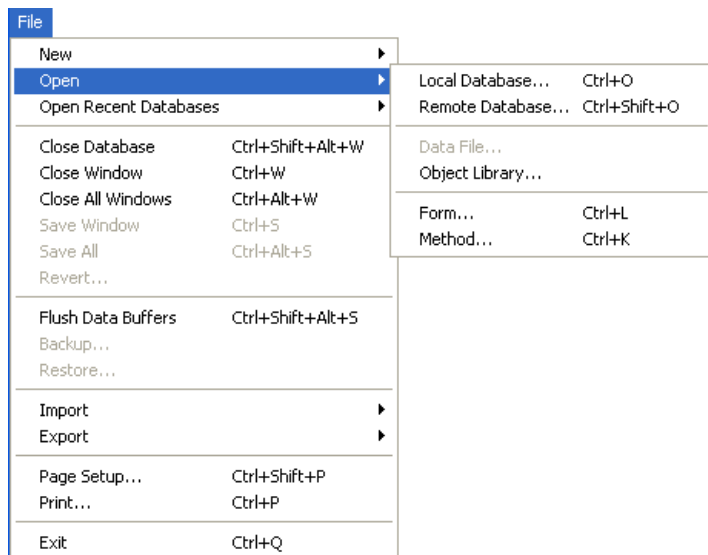 File
New
Open
Open Recent Databases
Close Database Ctrl+Shift+Alt+W
Close Window Ctrl+W
Close All Windows Ctrl+Alt+W
Save Window Ctrl+S
Save All Ctrl+Alt+S
Revert...
Flush Data Buffers Ctrl+Shift+Alt+S
Backup...
Restore...
Import
Export
Page Setup... Ctrl+Shift+P
Print... Ctrl+P
Exit Ctrl+Q
Local Database... Ctrl+O
Remote Database... Ctrl+Shift+O
Data File...
Object Library...
Form... Ctrl+L
Method... Ctrl+K